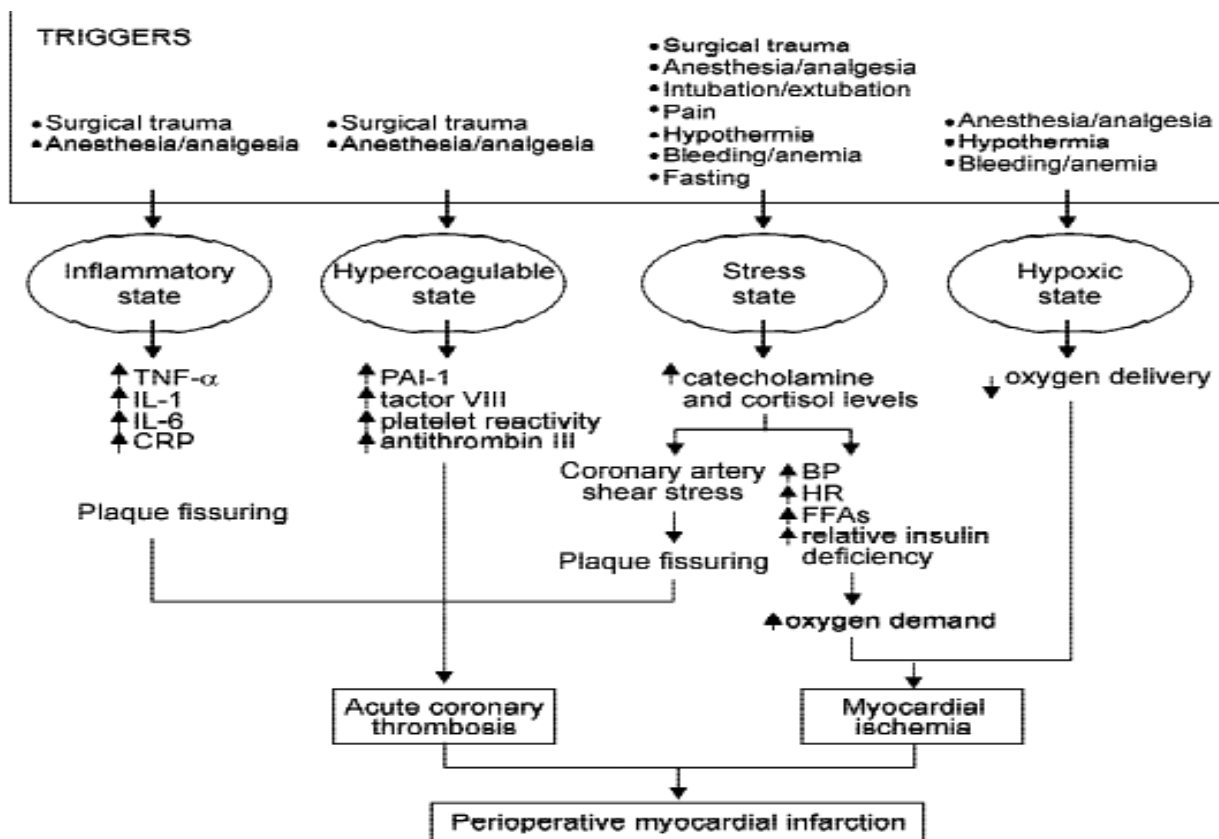 TRIGGERS
• Surgical trauma
• Anesthesia/analgesia
• Surgical trauma
• Anesthesia/analgesia
• Surgical trauma
• Anesthesia/analgesia
• Intubation/extubation
• Pain
• Hypothermia
• Bleeding/anemia
• Fasting
• Anesthesia/analgesia
• Hypothermia
• Bleeding/anemia
Inflammatory
state
Hypercoagulable
state
Stress
state
Hypoxic
state
↑ TNF-α
↑ IL-1
↑ IL-6
↑ CRP
↑ PAI-1
↑ tactor VIII
↑ platelet reactivity
↑ antithrombin III
↑ catecholamine
and cortisol levels
↓ oxygen delivery
Plaque fissuring
Coronary artery
shear stress
Plaque fissuring
↑ BP
↑ HR
↑ FFAs
↑ relative insulin
deficiency
↑ oxygen demand
Acute coronary
thrombosis
Myocardial
ischemia
Perioperative myocardial infarction